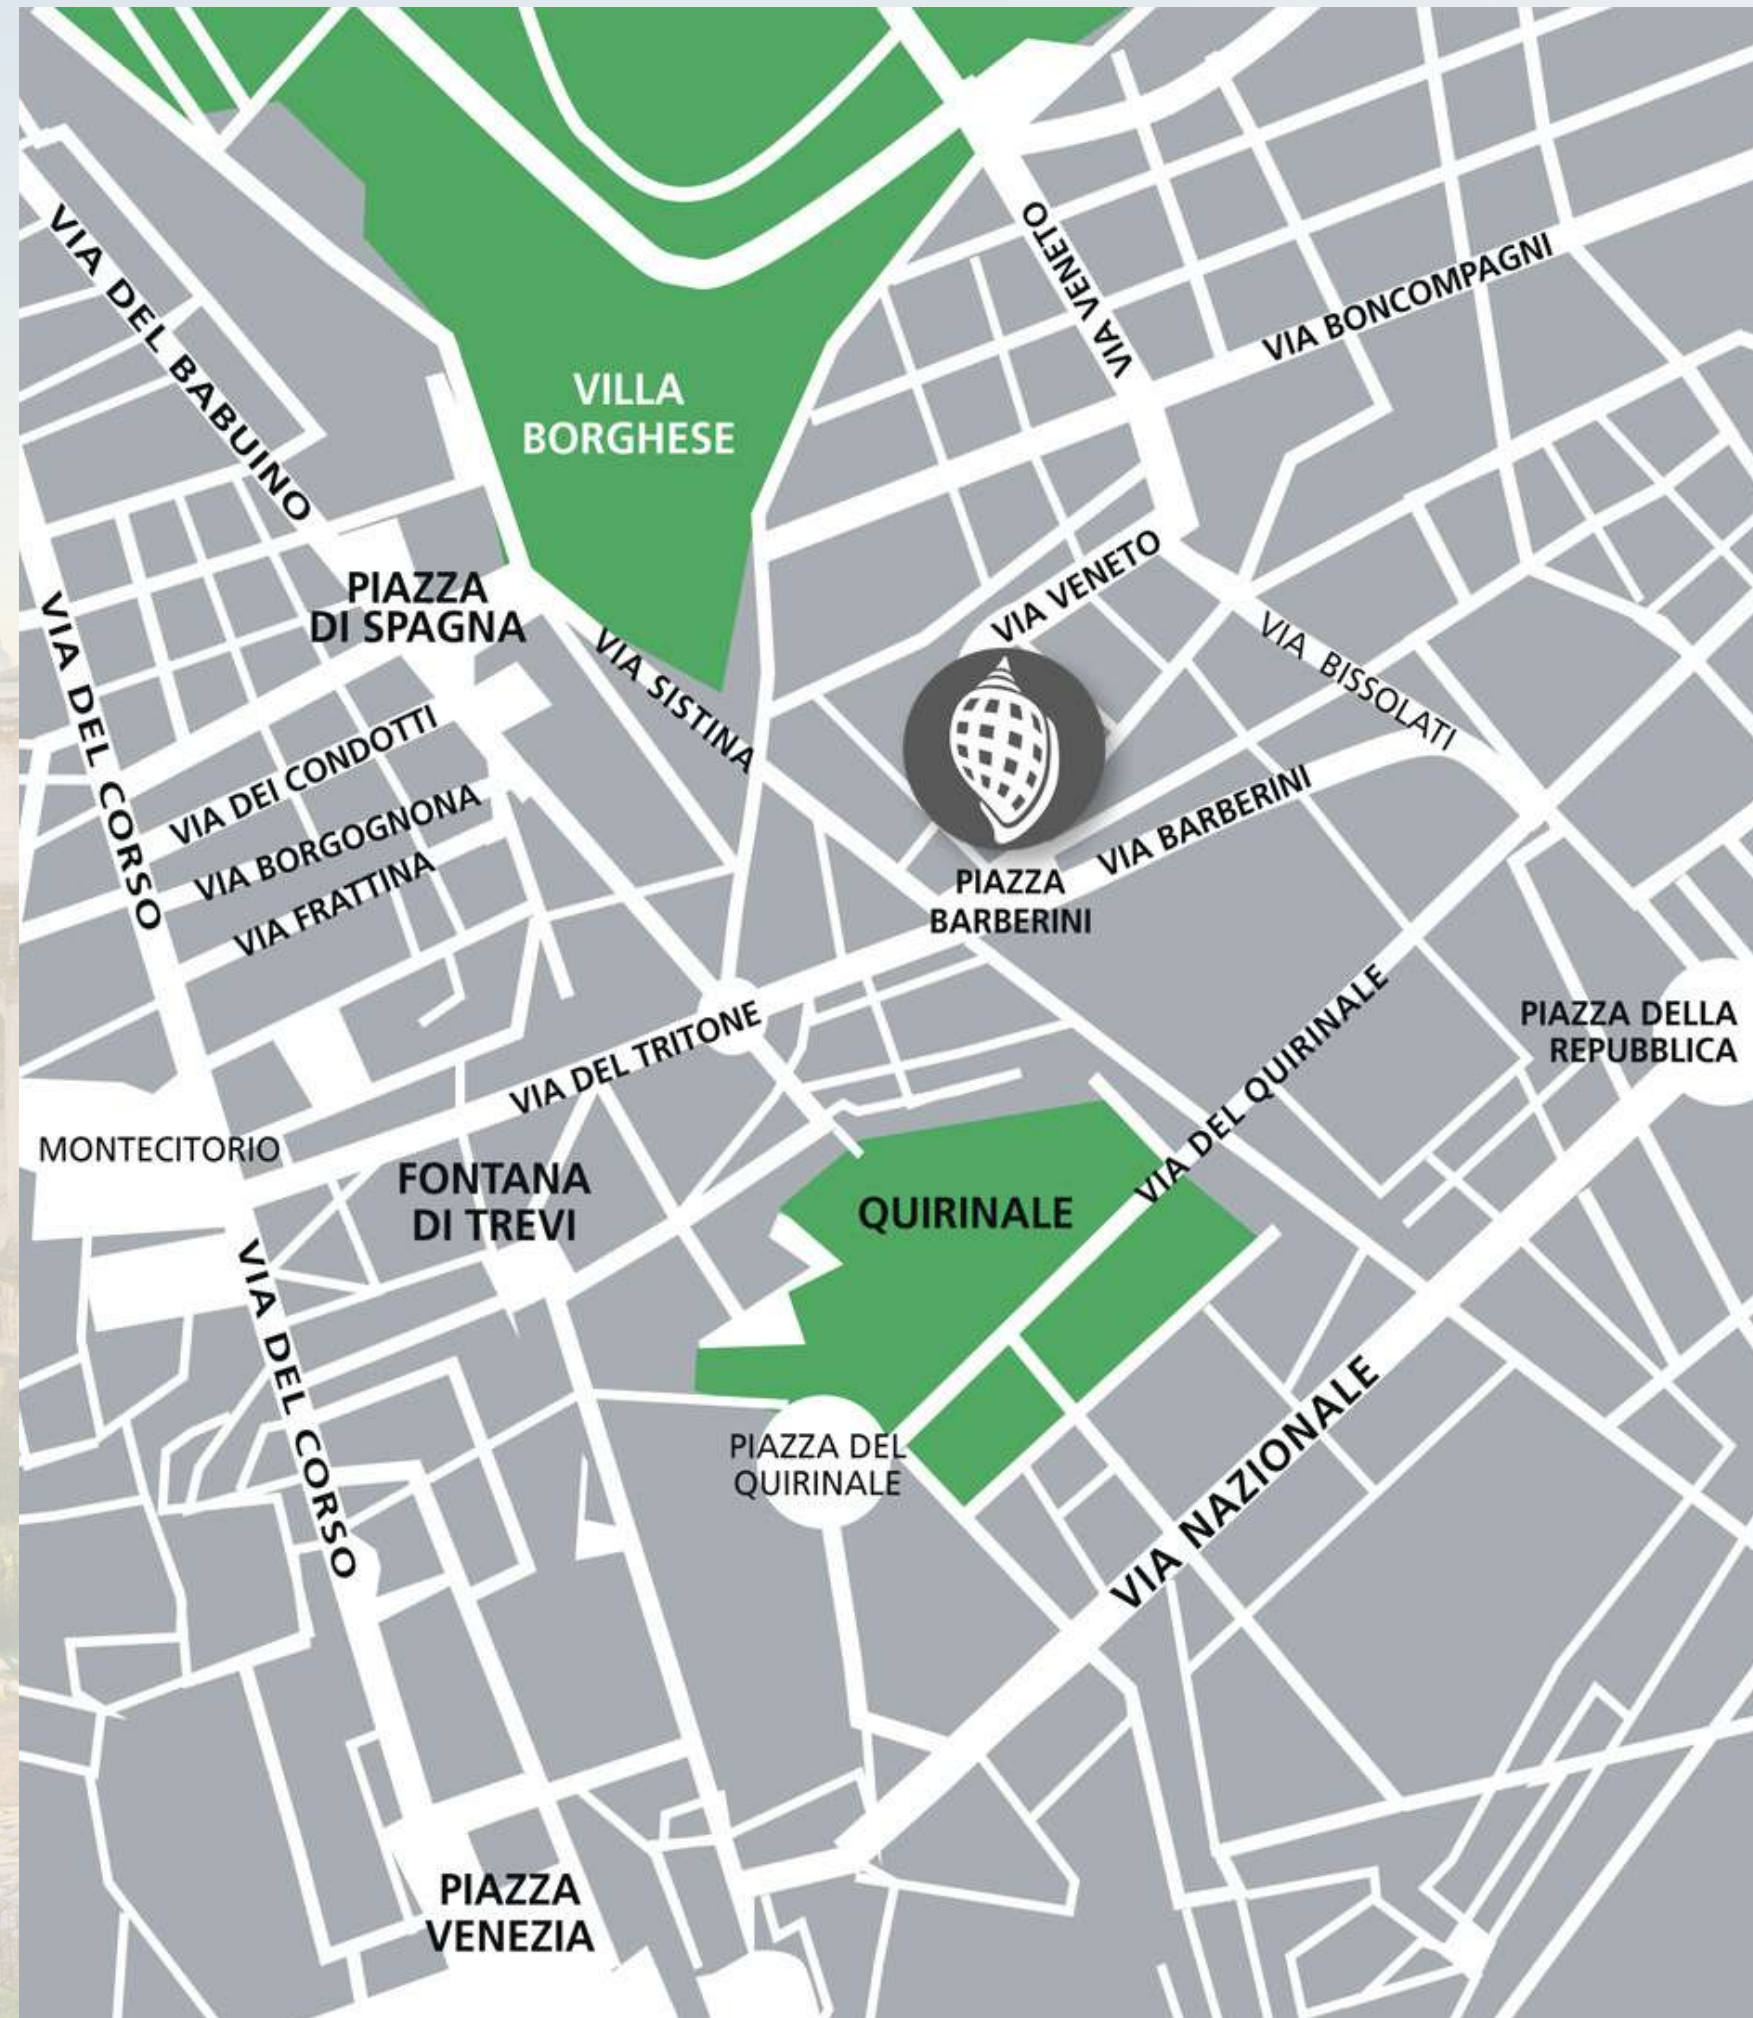 VIA VENETO
VIA DEL BABUINO
VIA BONCOMPAGNI
VILLA
BORGHESE
VIA VENETO
PIAZZA
DI SPAGNA
VIA DEL CORSO
VIA SISTINA
VIA BISSOLATI
VIA DEI CONDOTTI
VIA BORGOGNONA
VIA FRATTINA
VIA BARBERINI
PIAZZA
BARBERINI
VIA DEL QUIRINALE
PIAZZA DELLA
REPUBBLICA
VIA DEL TRITONE
MONTECITORIO
FONTANA
DI TREVI
QUIRINALE
VIA DEL CORSO
PIAZZA DEL
QUIRINALE
VIA NAZIONALE
PIAZZA
VENEZIA